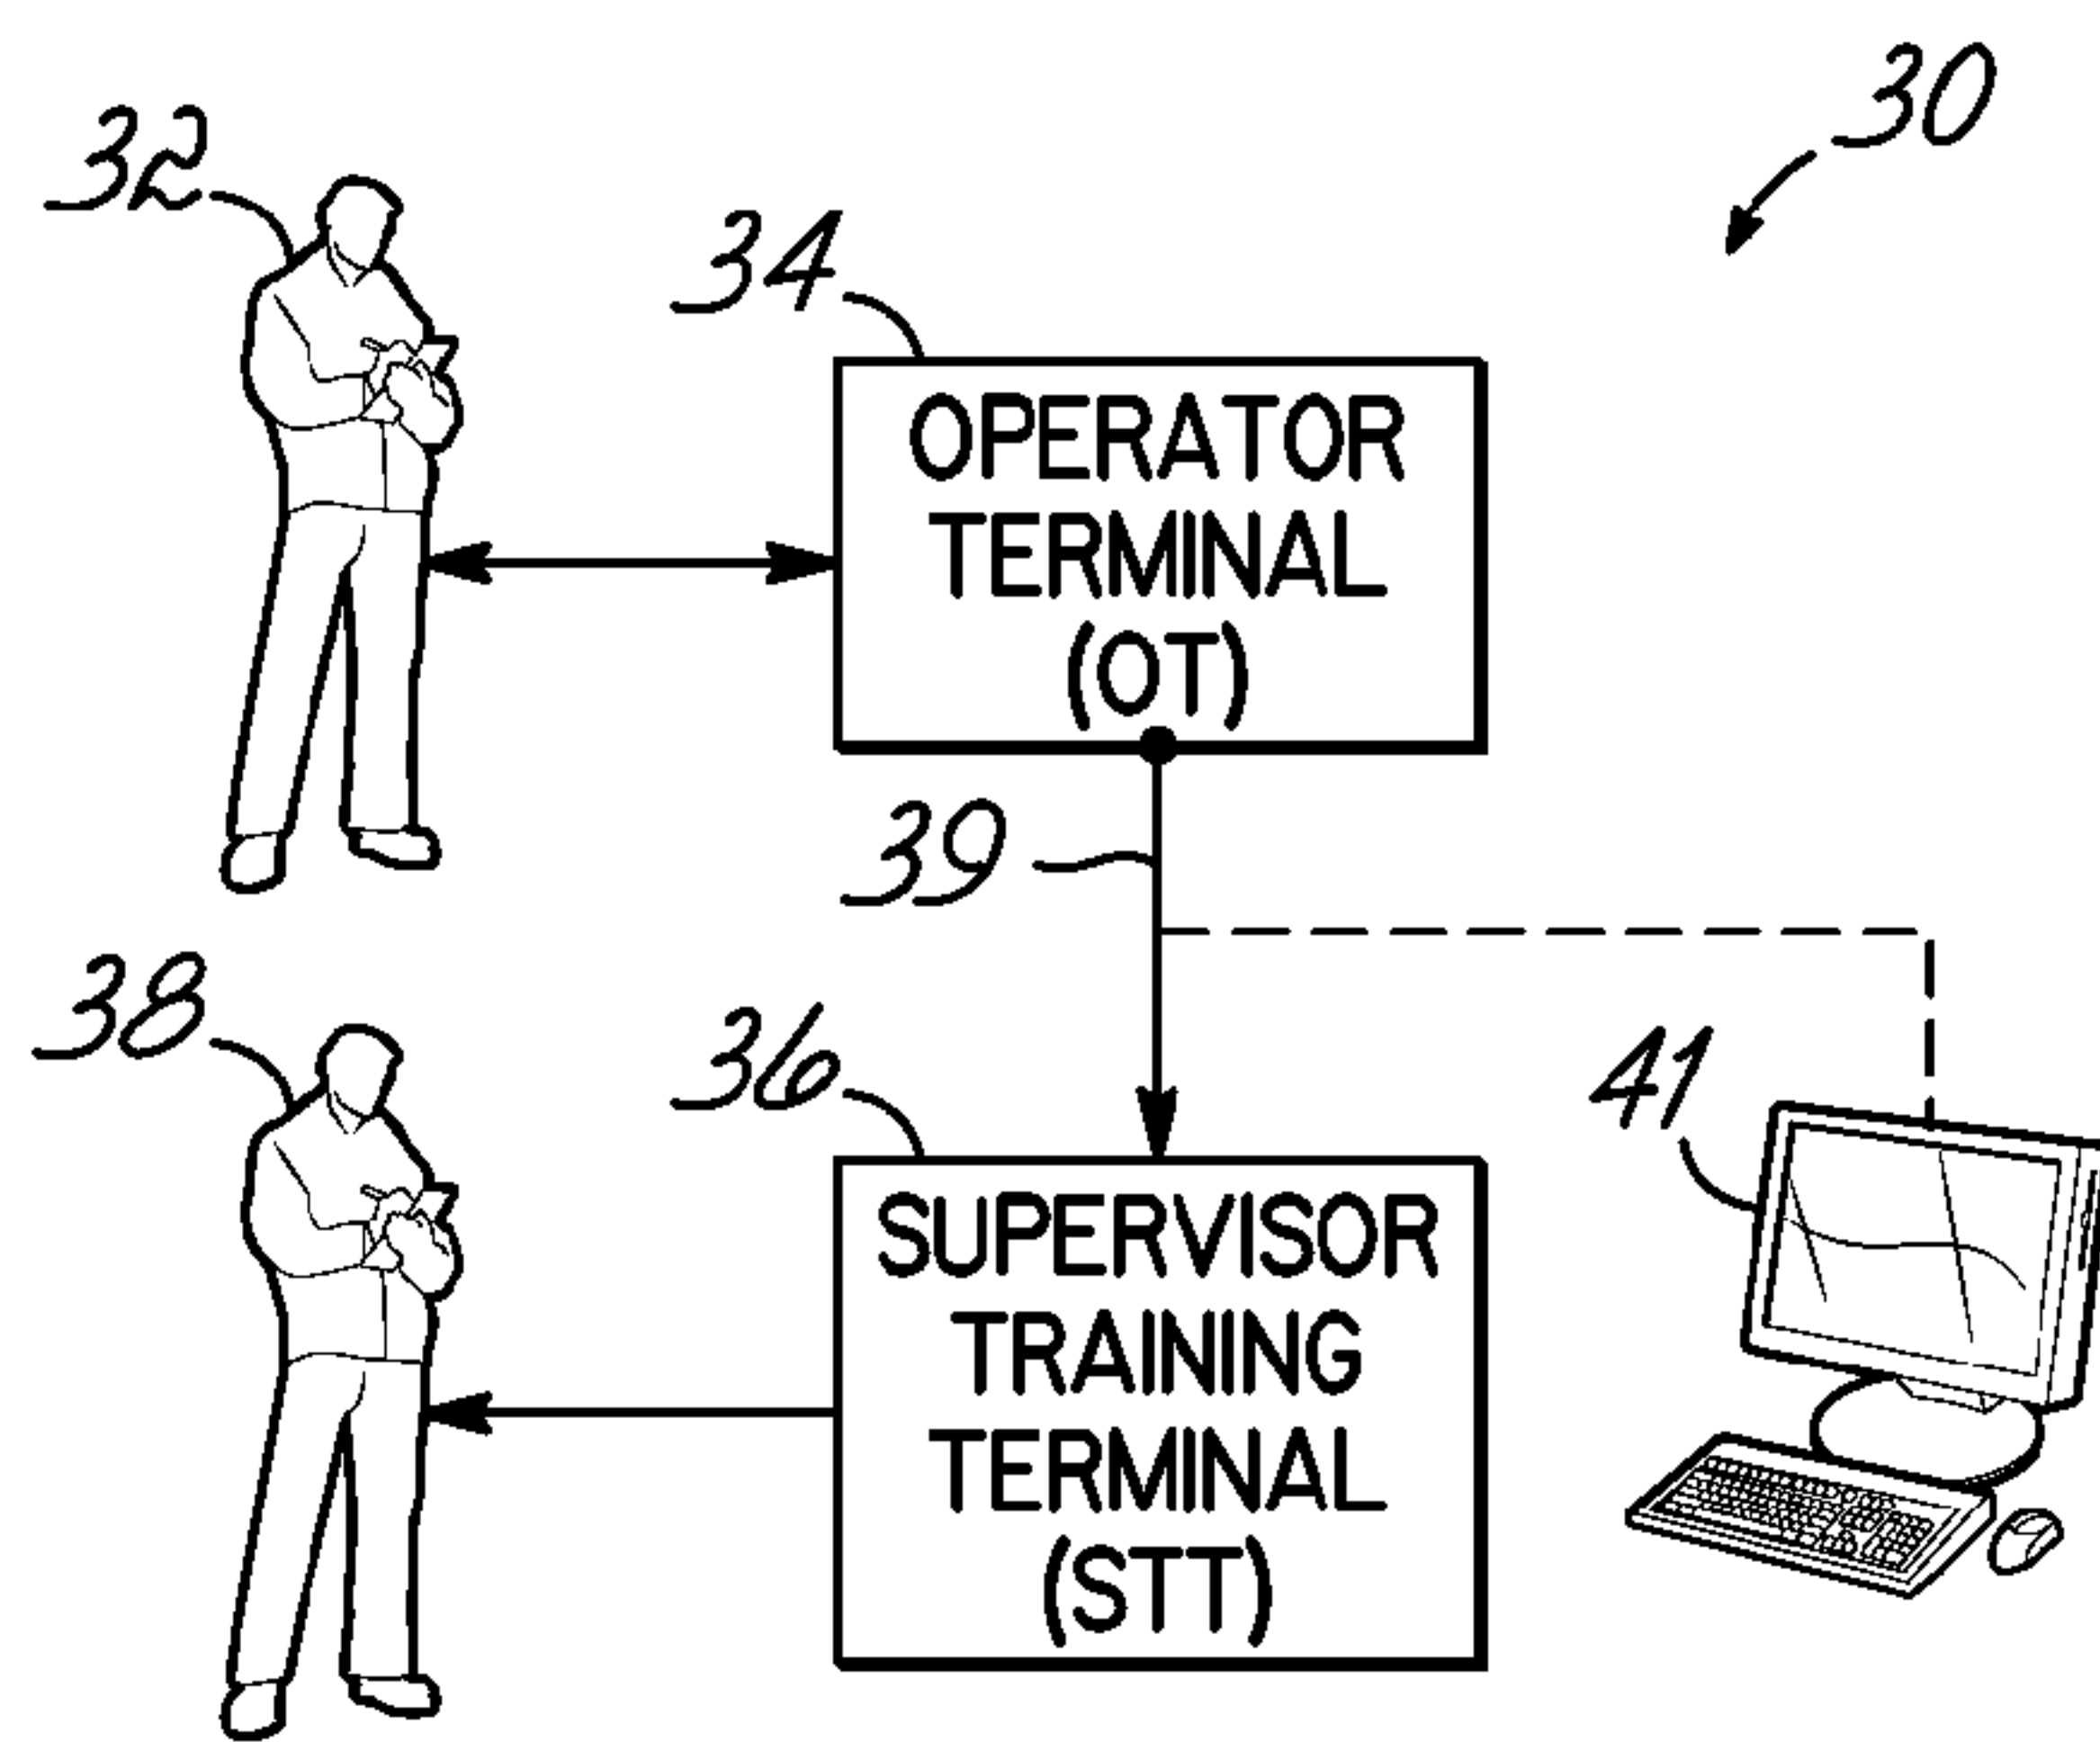 30
32
34
OPERATOR
TERMINAL
(OT)
39
38
36
41
SUPERVISOR
TRAINING
TERMINAL
(STT)